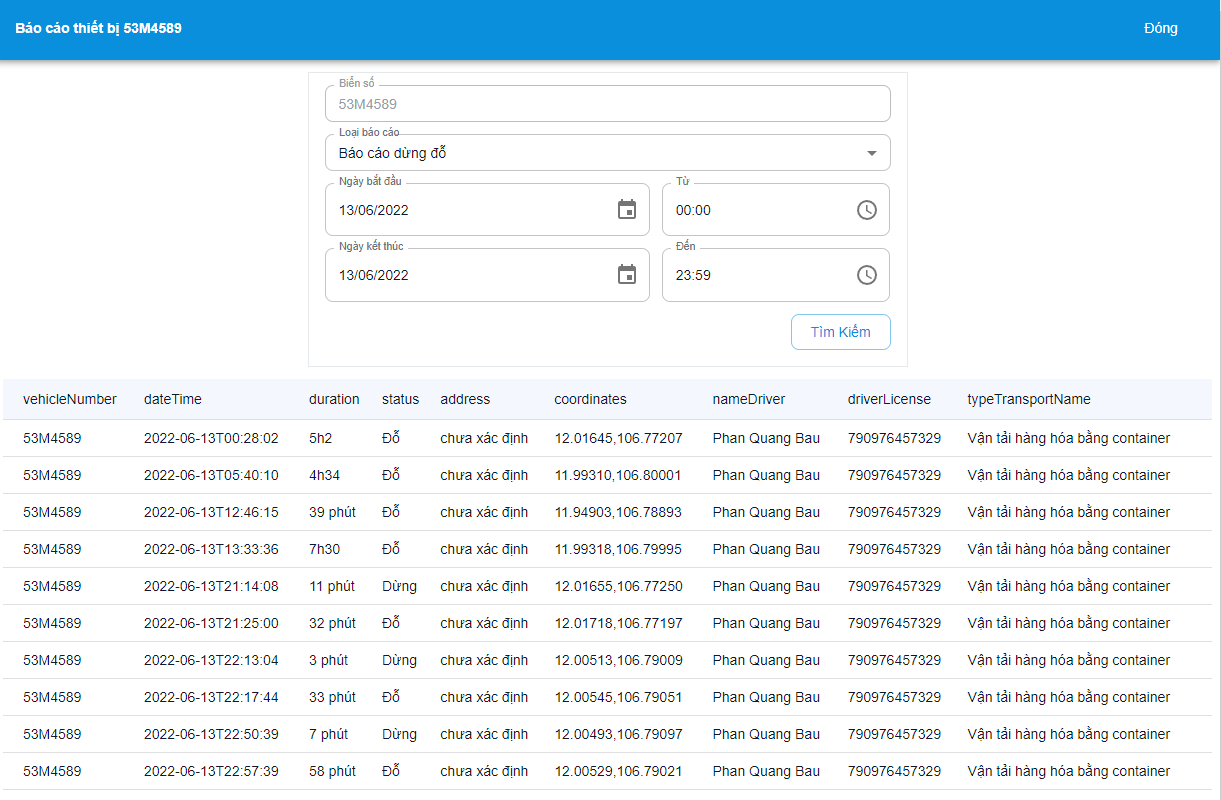 Báo cáo thiết bị 53M4589 Đóng
Biển số
53M4589
Loại báo cáo
Báo cáo dừng đỗ
Ngày bắt đầu Từ
13/06/2022 00:00
Ngày kết thúc Đến
13/06/2022 23:59
Tìm Kiếm
vehicleNumber dateTime duration status address coordinates nameDriver driverLicense typeTransportName
53M4589 2022-06-13T00:28:02 5h2 Đỗ chưa xác định 12.01645,106.77207 Phan Quang Bau 790976457329 Vận tải hàng hóa bằng container
53M4589 2022-06-13T05:40:10 4h34 Đỗ chưa xác định 11.99310,106.80001 Phan Quang Bau 790976457329 Vận tải hàng hóa bằng container
53M4589 2022-06-13T12:46:15 39 phút Đỗ chưa xác định 11.94903,106.78893 Phan Quang Bau 790976457329 Vận tải hàng hóa bằng container
53M4589 2022-06-13T13:33:36 7h30 Đỗ chưa xác định 11.99318,106.79995 Phan Quang Bau 790976457329 Vận tải hàng hóa bằng container
53M4589 2022-06-13T21:14:08 11 phút Dừng chưa xác định 12.01655,106.77250 Phan Quang Bau 790976457329 Vận tải hàng hóa bằng container
53M4589 2022-06-13T21:25:00 32 phút Đỗ chưa xác định 12.01718,106.77197 Phan Quang Bau 790976457329 Vận tải hàng hóa bằng container
53M4589 2022-06-13T22:13:04 3 phút Dừng chưa xác định 12.00513,106.79009 Phan Quang Bau 790976457329 Vận tải hàng hóa bằng container
53M4589 2022-06-13T22:17:44 33 phút Đỗ chưa xác định 12.00545,106.79051 Phan Quang Bau 790976457329 Vận tải hàng hóa bằng container
53M4589 2022-06-13T22:50:39 7 phút Dừng chưa xác định 12.00493,106.79097 Phan Quang Bau 790976457329 Vận tải hàng hóa bằng container
53M4589 2022-06-13T22:57:39 58 phút Đỗ chưa xác định 12.00529,106.79021 Phan Quang Bau 790976457329 Vận tải hàng hóa bằng container